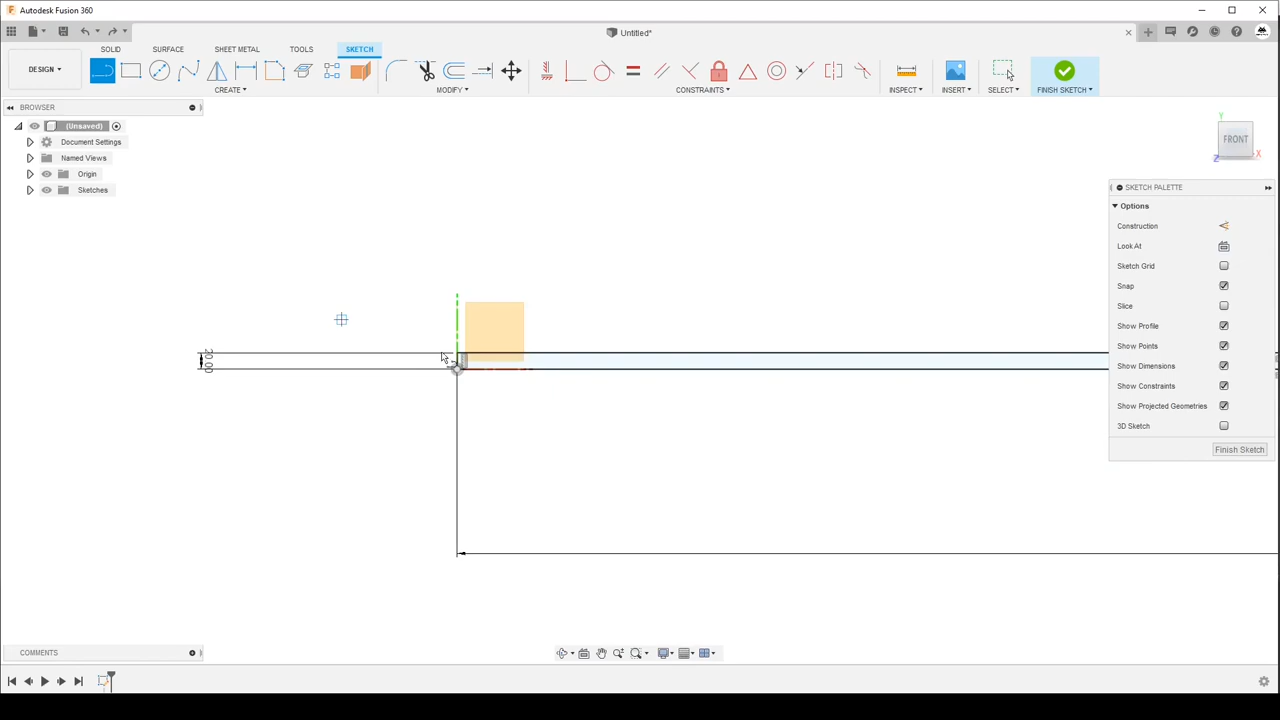 Autodesk Fusion 360
Untitled*
SOLID
SURFACE
SHEET METAL
TOOLS
SKETCH
DESIGN
CREATE
MODIFY
CONSTRAINTS
INSPECT
INSERT
SELECT
FINISH SKETCH
BROWSER
(Unsaved)
Document Settings
Named Views
Origin
Sketches
Y
FRONT
X
Z
SKETCH PALETTE
Options
Construction
Look At
Sketch Grid
Snap
Slice
Show Profile
Show Points
Show Dimensions
Show Constraints
Show Projected Geometries
3D Sketch
Finish Sketch
20.00
COMMENTS